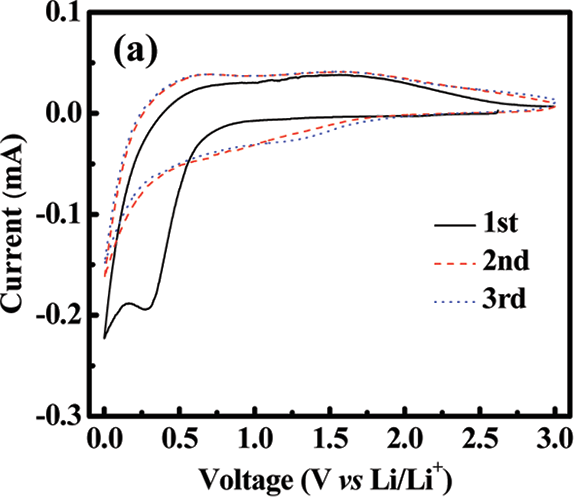 (a)
0.1
0.0
-0.1
-0.2
-0.3
Current (mA)
1st
2nd
3rd
0.0 0.5 1.0 1.5 2.0 2.5 3.0
Voltage (V vs Li/Li⁺)